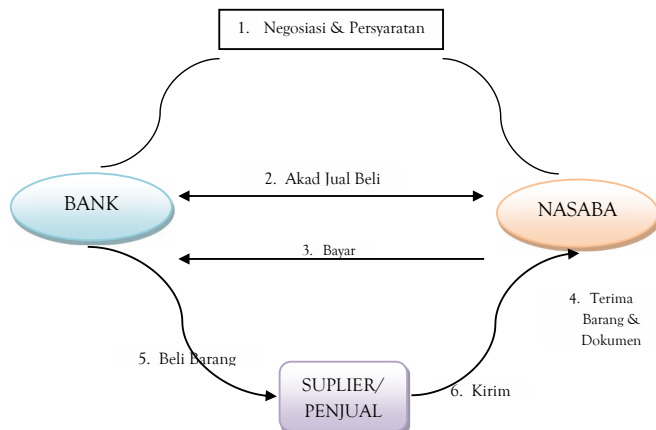 1. Negosiasi & Persyaratan
2. Akad Jual Beli
BANK
NASABA
3. Bayar
4. Terima
Barang &
Dokumen
5. Beli Barang
SUPLIER/
PENJUAL
6. Kirim